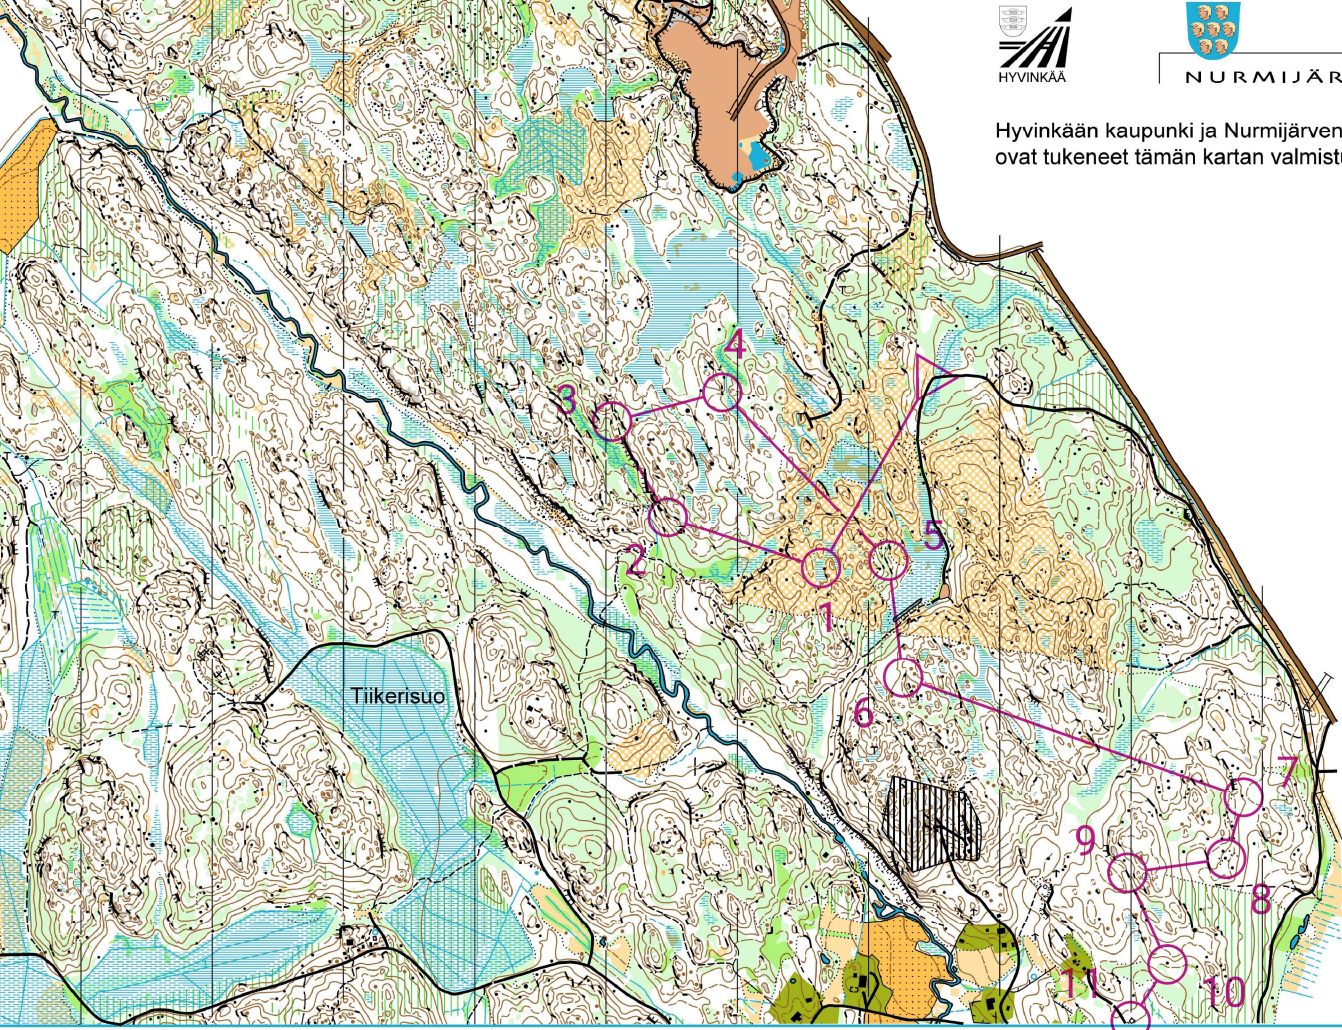 HYVINKÄÄ
NURMIJÄR
Hyvinkään kaupunki ja Nurmijärven
ovat tukeneet tämän kartan valmistu
4
3
5
2
1
Tiikerisuo
6
7
9
8
11
10